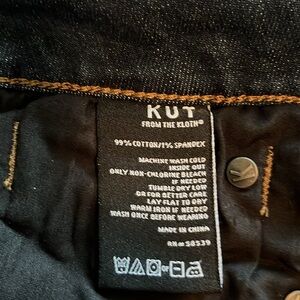 KUT
FROM THE KLOTH®
99% COTTON/1% SPANDEX
MACHINE WASH COLD
INSIDE OUT
ONLY NON-CHLORINE BLEACH
IF NEEDED
TUMBLE DRY LOW
OR FOR BETTER CARE
LAY FLAT TO DRY
WARM IRON IF NEEDED
WASH ONCE BEFORE WEARING
MADE IN CHINA
RN# 58539